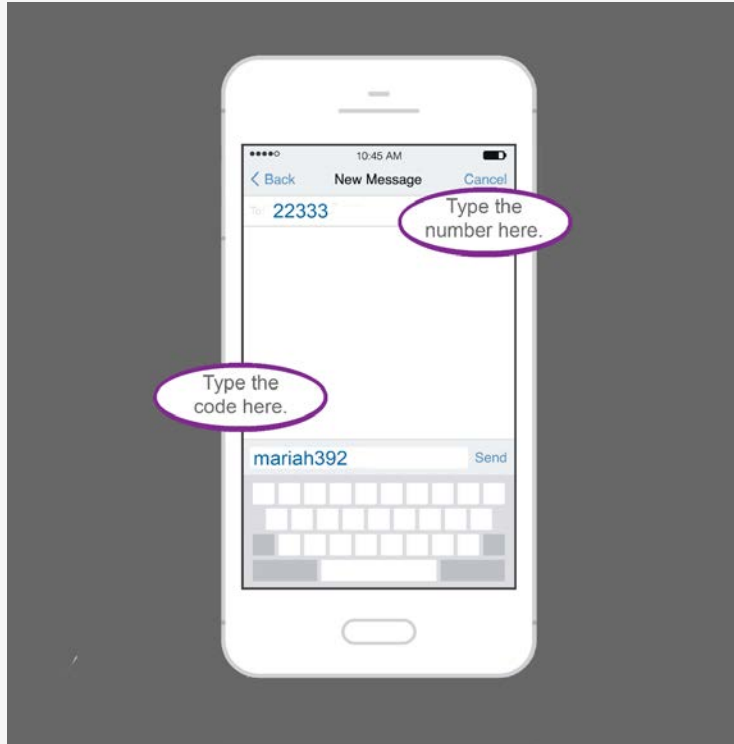 10:45 AM
Back New Message Cancel
To: 22333
Type the
number here.
Type the
code here.
mariah392 Send